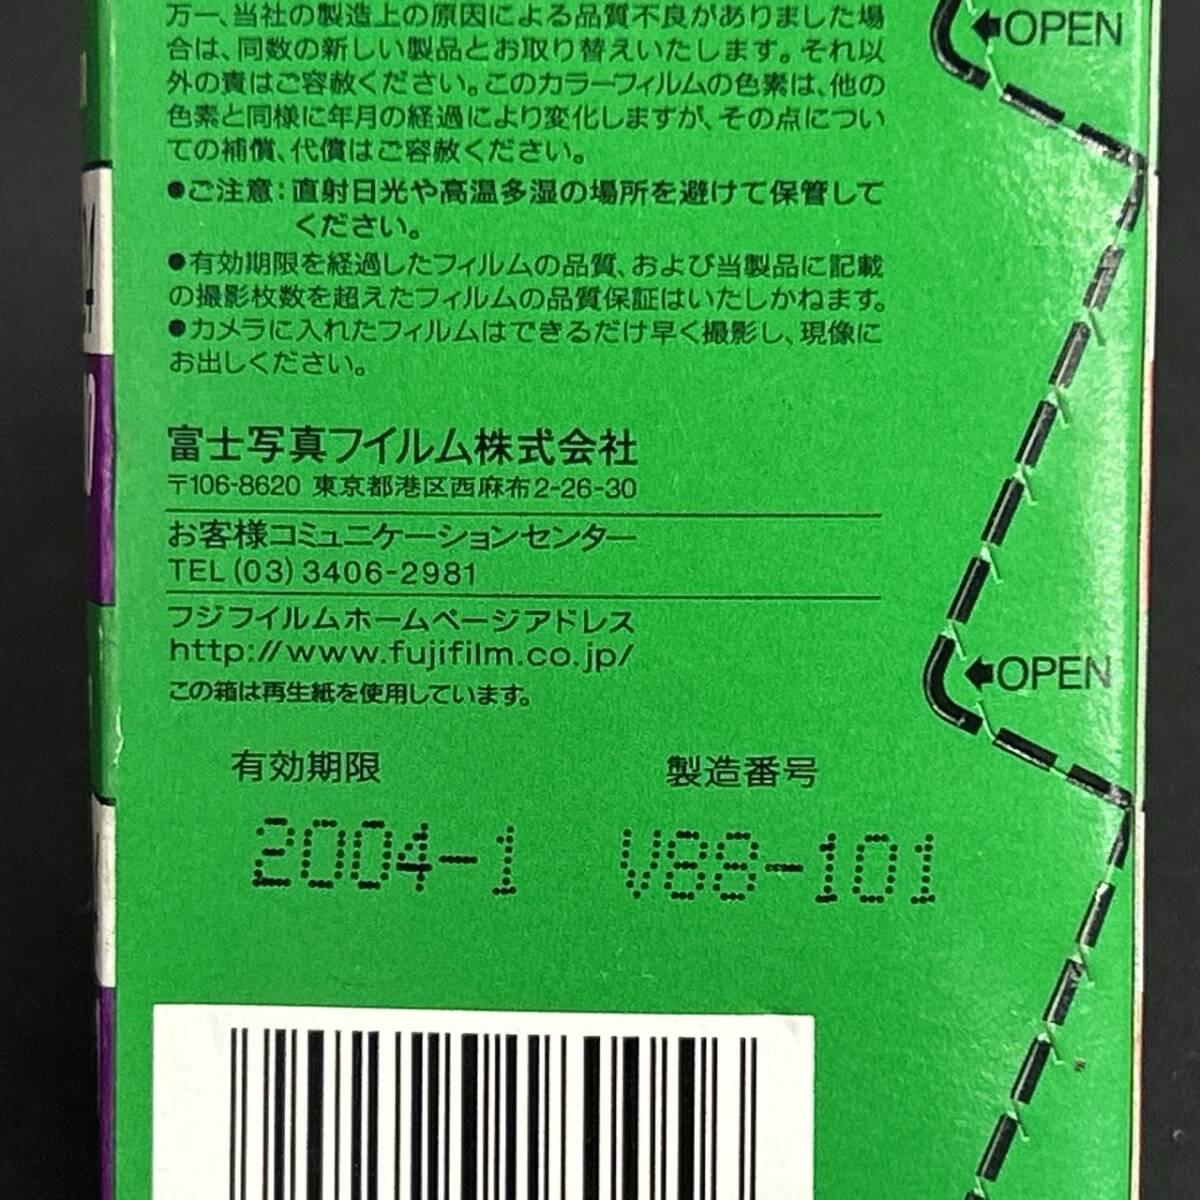 万一、当社の製造上の原因による品質不良がありました場
合は、同数の新しい製品とお取り替えいたします。それ以
外の責はご容赦ください。このカラーフィルムの色素は、他の
色素と同様に年月の経過により変化しますが、その点につい
ての補償、代償はご容赦ください。
●ご注意：直射日光や高温多湿の場所を避けて保管して
ください。
●有効期限を経過したフィルムの品質、および当製品に記載
の撮影枚数を超えたフィルムの品質保証はいたしかねます。
●カメラに入れたフィルムはできるだけ早く撮影し、現像に
お出しください。
富士写真フイルム株式会社
〒106-8620 東京都港区西麻布2-26-30
お客様コミュニケーションセンター
TEL (03) 3406-2981
フジフイルムホームページアドレス
http://www.fujifilm.co.jp/
この箱は再生紙を使用しています。
有効期限 製造番号
2004-1 V88-101
OPEN
OPEN